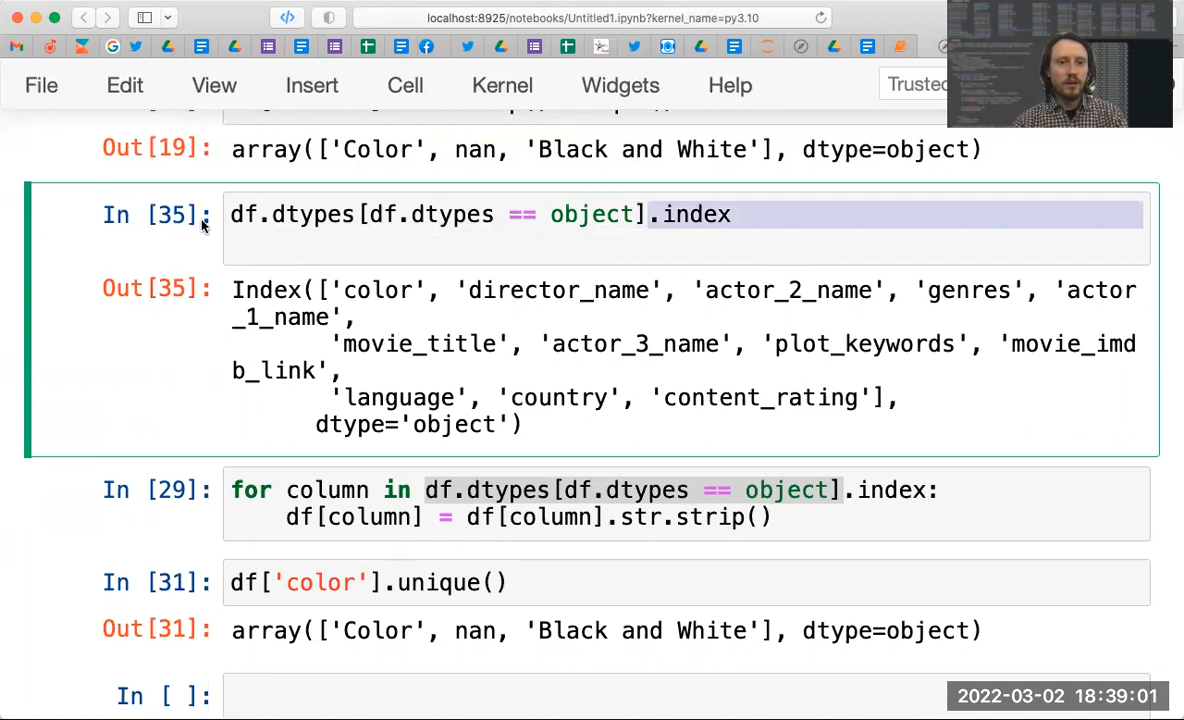 localhost:8925/notebooks/Untitled1.ipynb?kernel_name=py3.10
File Edit View Insert Cell Kernel Widgets Help Trusted
Out[19]: array(['Color', nan, 'Black and White'], dtype=object)
In [35]: df.dtypes[df.dtypes == object].index
Out[35]: Index(['color', 'director_name', 'actor_2_name', 'genres', 'actor
_1_name',
'movie_title', 'actor_3_name', 'plot_keywords', 'movie_imd
b_link',
'language', 'country', 'content_rating'],
dtype='object')
In [29]: for column in df.dtypes[df.dtypes == object].index:
df[column] = df[column].str.strip()
In [31]: df['color'].unique()
Out[31]: array(['Color', nan, 'Black and White'], dtype=object)
In [ ]:
2022-03-02 18:39:01